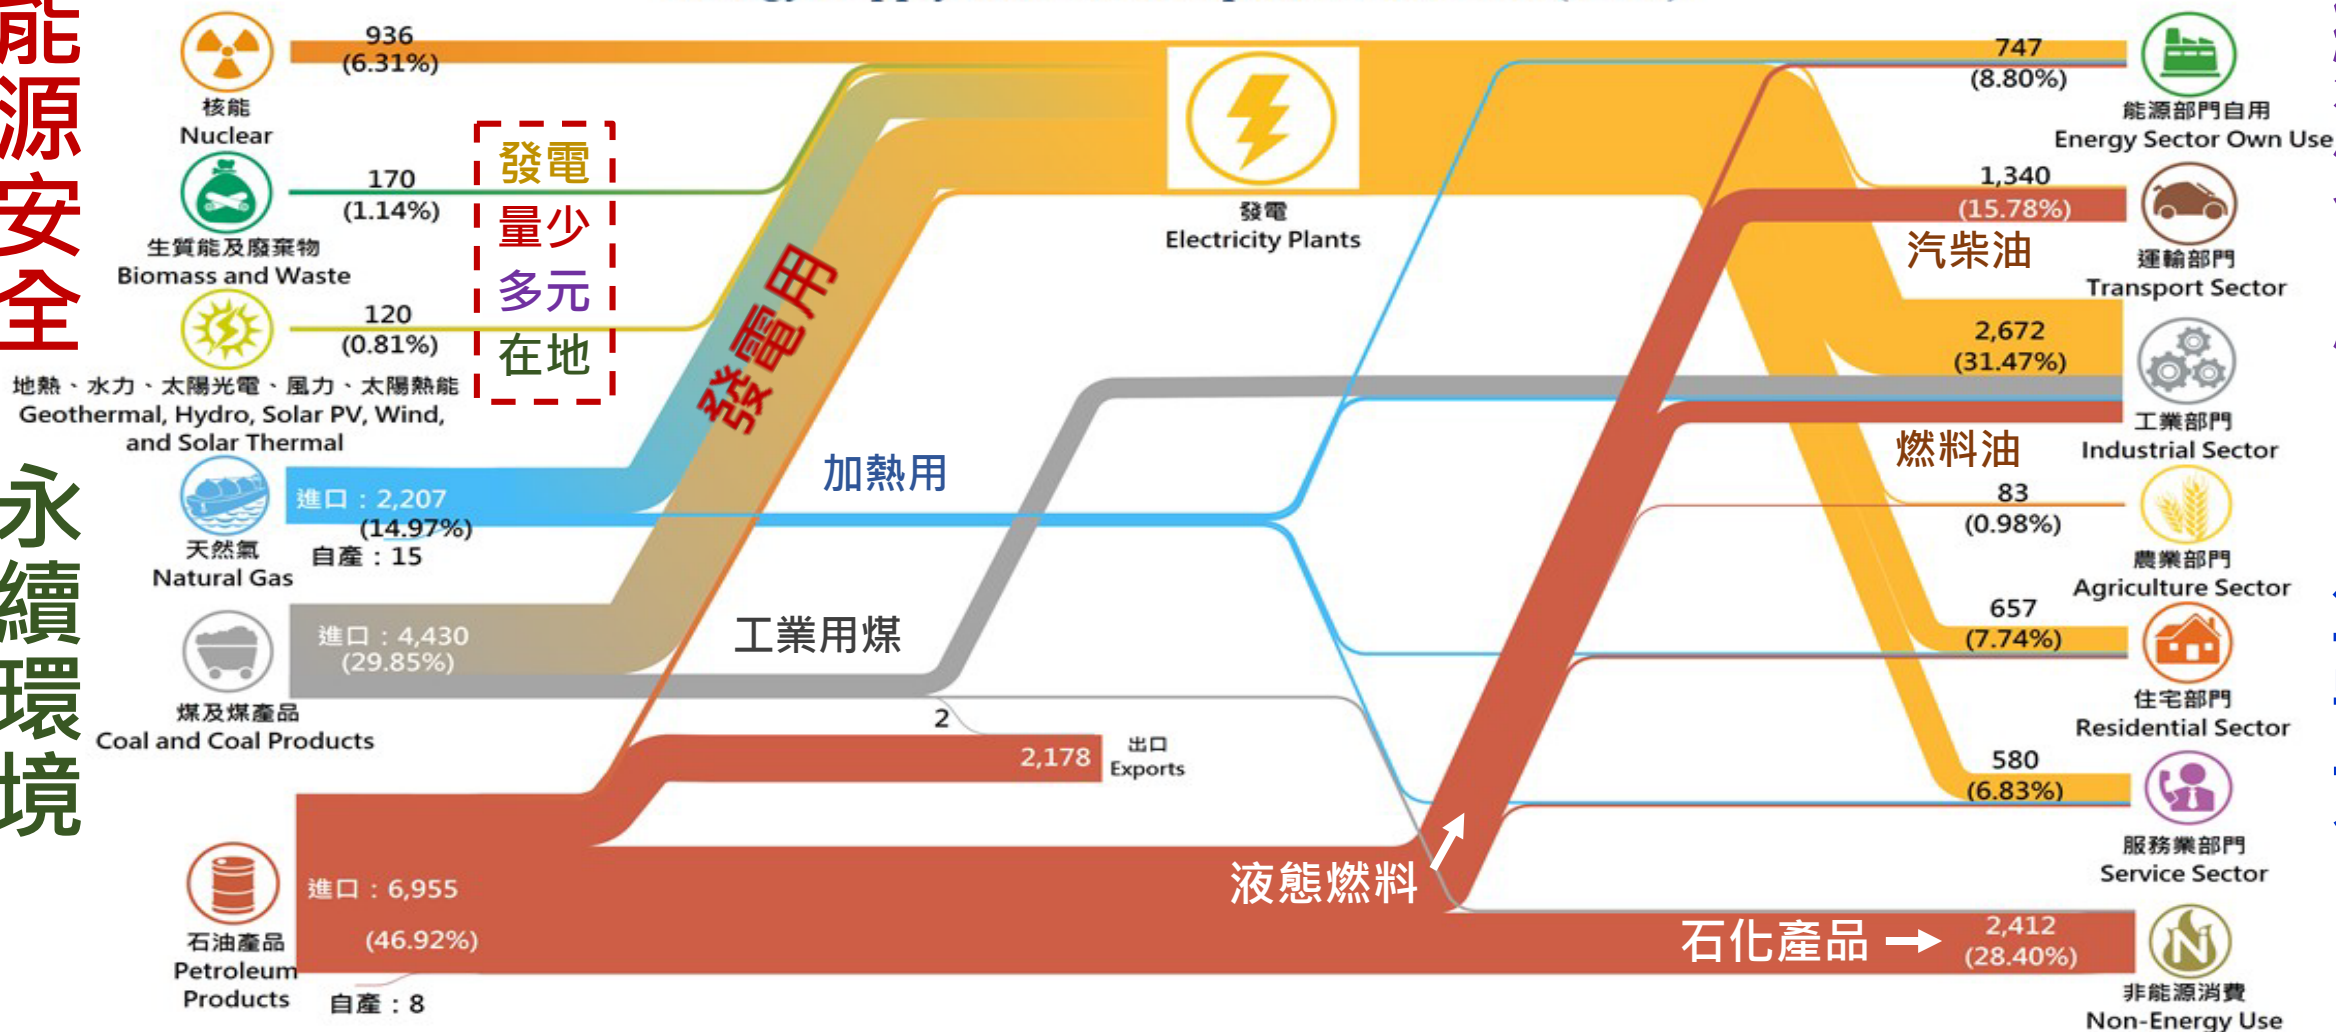 能源安全
永續環境
936
(6.31%)
核能
Nuclear
170
(1.14%)
生質能及廢棄物
Biomass and Waste
120
(0.81%)
地熱、水力、太陽光電、風力、太陽熱能
Geothermal, Hydro, Solar PV, Wind,
and Solar Thermal
發電
量少
多元
在地
進口：2,207
(14.97%)
自產：15
天然氣
Natural Gas
進口：4,430
(29.85%)
煤及煤產品
Coal and Coal Products
進口：6,955
(46.92%)
自產：8
石油產品
Petroleum
Products
發電用
加熱用
工業用煤
2
2,178
出口
Exports
發電
Electricity Plants
液態燃料
石化產品
汽柴油
燃料油
747
(8.80%)
能源部門自用
Energy Sector Own Use
1,340
(15.78%)
運輸部門
Transport Sector
2,672
(31.47%)
工業部門
Industrial Sector
83
(0.98%)
農業部門
Agriculture Sector
657
(7.74%)
住宅部門
Residential Sector
580
(6.83%)
服務業部門
Service Sector
2,412
(28.40%)
非能源消費
Non-Energy Use